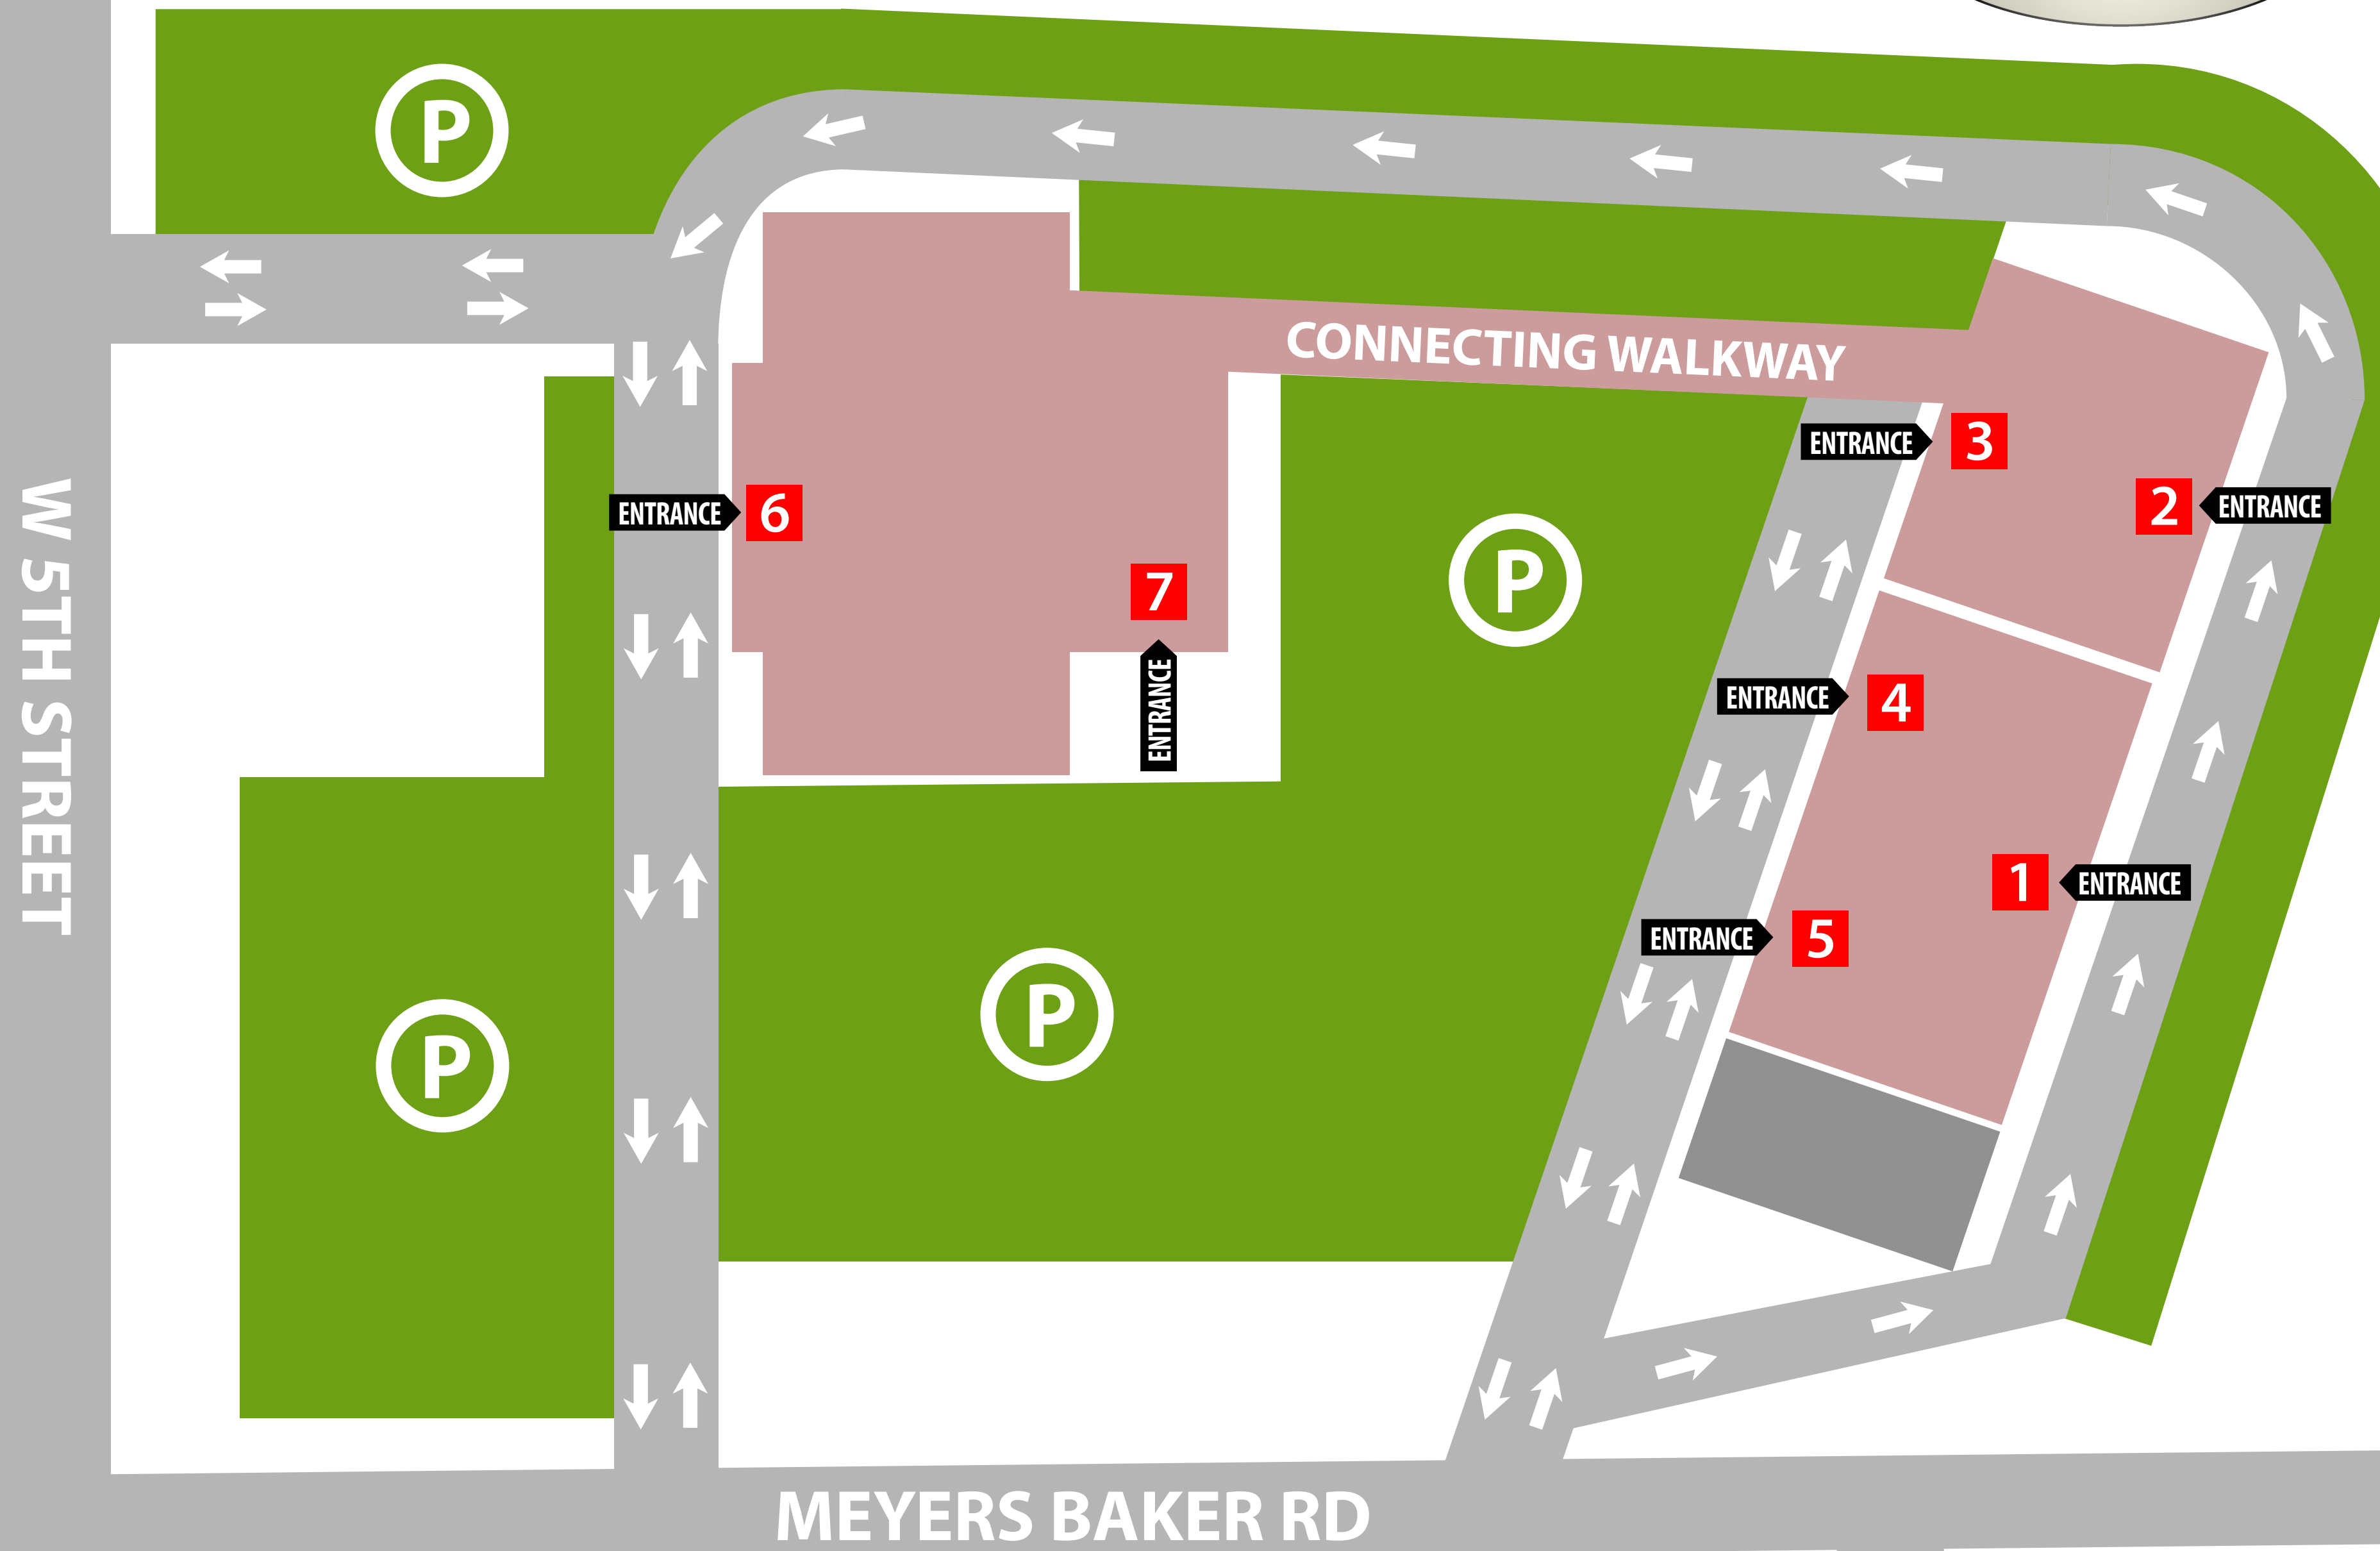 P
CONNECTING WALKWAY
ENTRANCE
3
2
ENTRANCE
ENTRANCE
6
W 5TH STREET
7
ENTRANCE
P
ENTRANCE
4
1
ENTRANCE
ENTRANCE
5
P
P
MEYERS BAKER RD